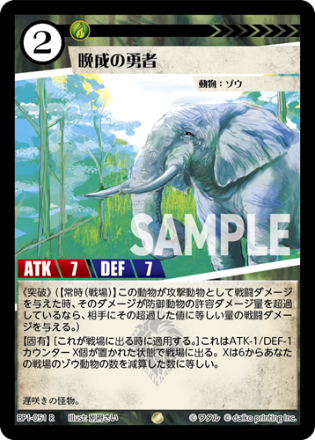 2
晩成の勇者
動物：ゾウ
SAMPLE
ATK 7 DEF 7
《突破》(【常時(戦場)】この動物が攻撃動物として戦闘ダメージ
を与えた時、そのダメージが防御動物の許容ダメージ量を超過
しているなら、相手にその超過した値に等しい量の戦闘ダメー
ジを与える。)
【固有】[これが戦場に出る時に適用する。]これはATK-1/DEF-1
カウンターX個が置かれた状態で戦場に出る。Xは6からあなた
の戦場のゾウ動物の数を減算した数に等しい。
遅咲きの怪物。
BP1-051 R Illust: さい © ワタル © daiko printing inc.